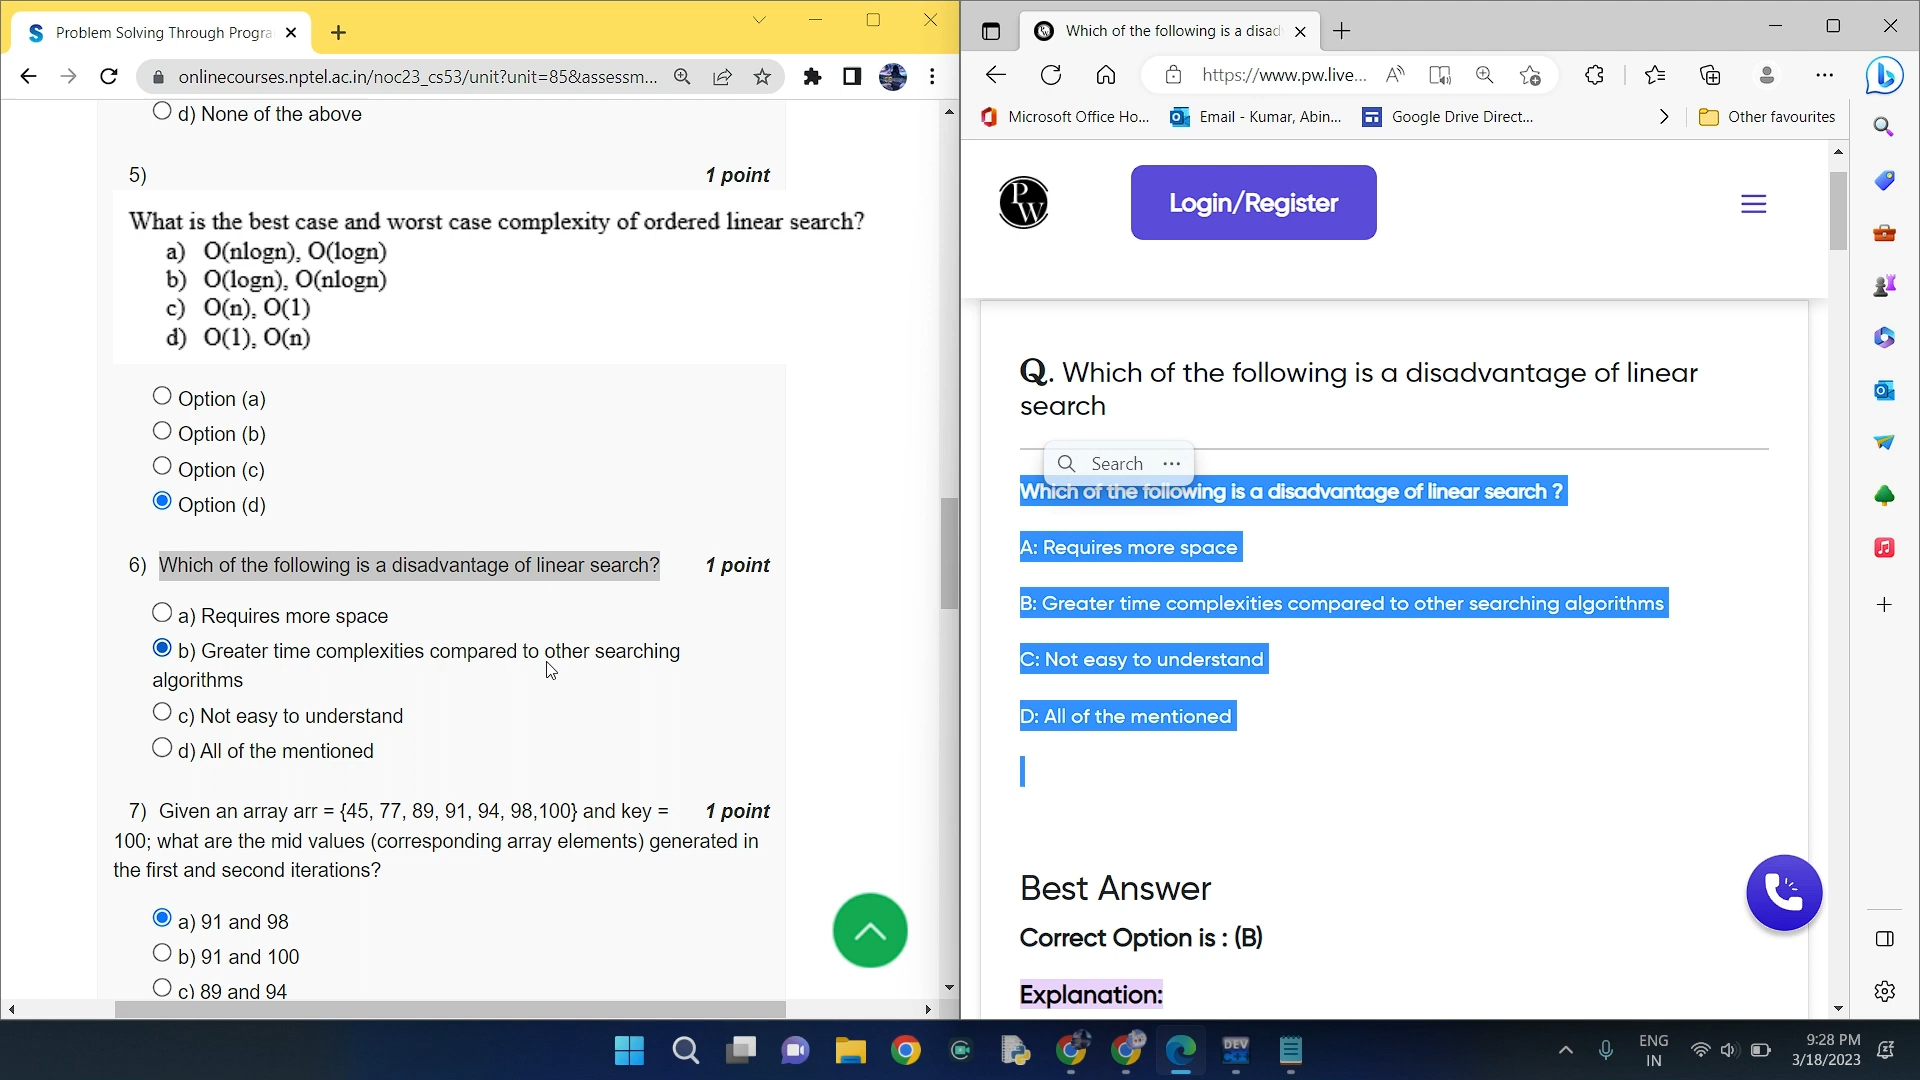 Problem Solving Through Progra
onlinecourses.nptel.ac.in/noc23_cs53/unit?unit=85&assessm...
d) None of the above
5)
1 point
What is the best case and worst case complexity of ordered linear search?
a) O(nlogn), O(logn)
b) O(logn), O(nlogn)
c) O(n), O(1)
d) O(1), O(n)
Option (a)
Option (b)
Option (c)
Option (d)
6) Which of the following is a disadvantage of linear search?
1 point
a) Requires more space
b) Greater time complexities compared to other searching
algorithms
c) Not easy to understand
d) All of the mentioned
7) Given an array arr = {45, 77, 89, 91, 94, 98,100} and key =
1 point
100; what are the mid values (corresponding array elements) generated in
the first and second iterations?
a) 91 and 98
b) 91 and 100
c) 89 and 94
Which of the following is a disad
https://www.pw.live...
Microsoft Office Ho...
Email - Kumar, Abin...
Google Drive Direct...
Other favourites
PW
Login/Register
Q. Which of the following is a disadvantage of linear
search
Search
Which of the following is a disadvantage of linear search ?
A: Requires more space
B: Greater time complexities compared to other searching algorithms
C: Not easy to understand
D: All of the mentioned
Best Answer
Correct Option is : (B)
Explanation:
DEV
ENG
IN
9:28 PM
3/18/2023